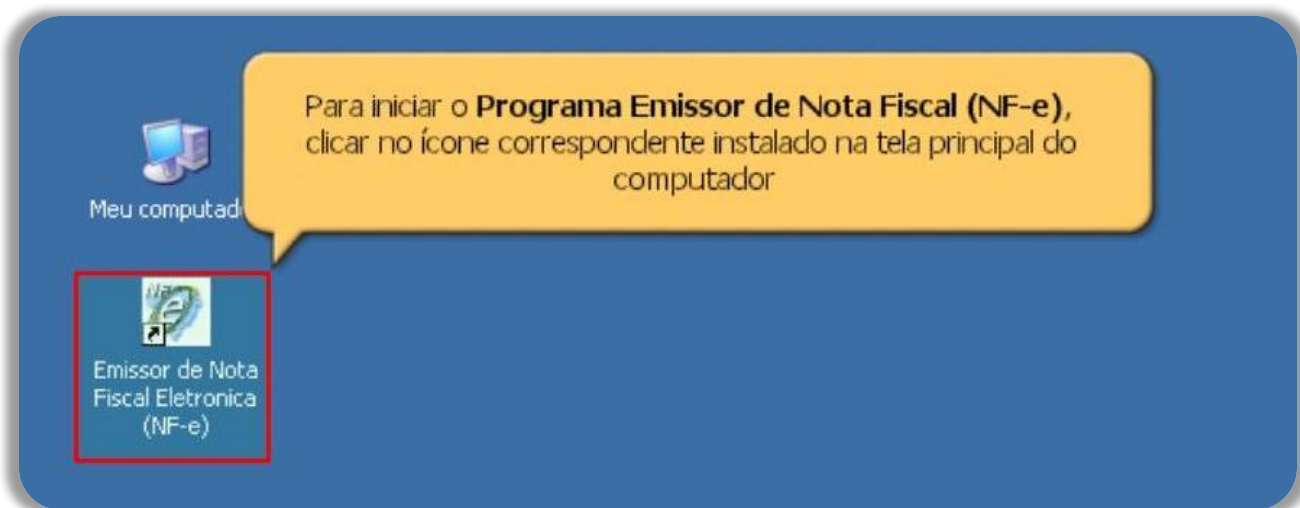 Para iniciar o Programa Emissor de Nota Fiscal (NF-e),
clicar no ícone correspondente instalado na tela principal do
computador
Meu computad
Emissor de Nota
Fiscal Eletronica
(NF-e)